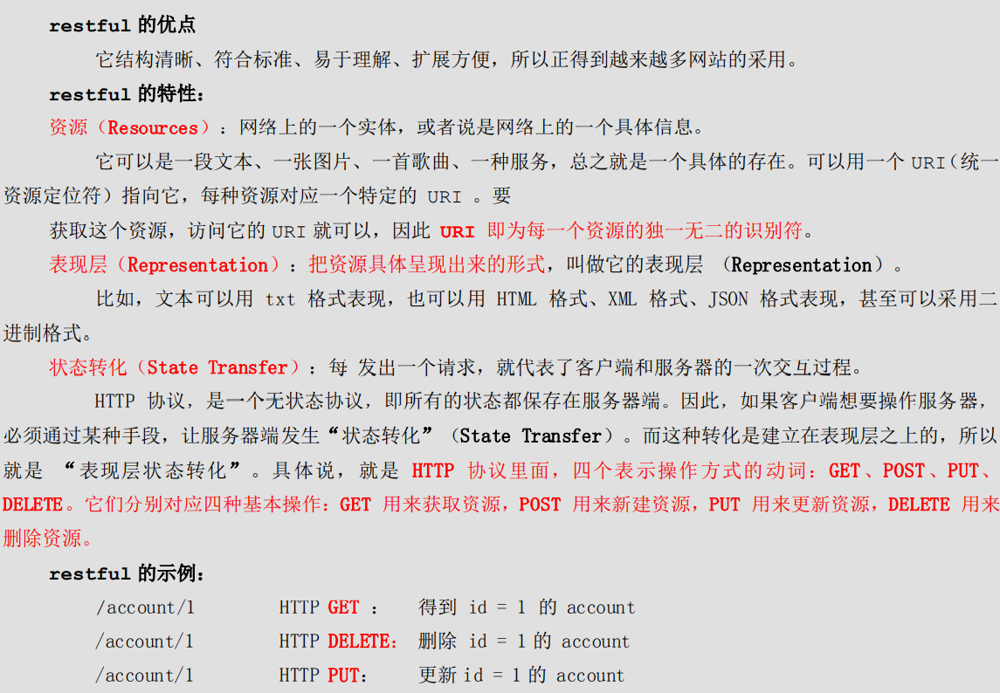 restful 的优点
它结构清晰、符合标准、易于理解、扩展方便，所以正得到越来越多网站的采用。
restful 的特性：
资源（Resources）：网络上的一个实体，或者说是网络上的一个具体信息。
它可以是一段文本、一张图片、一首歌曲、一种服务，总之就是一个具体的存在。可以用一个 URI（统一
资源定位符）指向它，每种资源对应一个特定的 URI 。要
获取这个资源，访问它的 URI 就可以，因此 URI 即为每一个资源的独一无二的识别符。
表现层（Representation）：把资源具体呈现出来的形式，叫做它的表现层 （Representation）。
比如，文本可以用 txt 格式表现，也可以用 HTML 格式、XML 格式、JSON 格式表现，甚至可以采用二
进制格式。
状态转化（State Transfer）：每 发出一个请求，就代表了客户端和服务器的一次交互过程。
HTTP 协议，是一个无状态协议，即所有的状态都保存在服务器端。因此，如果客户端想要操作服务器，
必须通过某种手段，让服务器端发生“状态转化”（State Transfer）。而这种转化是建立在表现层之上的，所以
就是 “表现层状态转化”。具体说，就是 HTTP 协议里面，四个表示操作方式的动词：GET、POST、PUT、
DELETE。它们分别对应四种基本操作：GET 用来获取资源，POST 用来新建资源，PUT 用来更新资源，DELETE 用来
删除资源。
restful 的示例：
/account/1 HTTP GET ： 得到 id = 1 的 account
/account/1 HTTP DELETE： 删除 id = 1 的 account
/account/1 HTTP PUT： 更新 id = 1 的 account